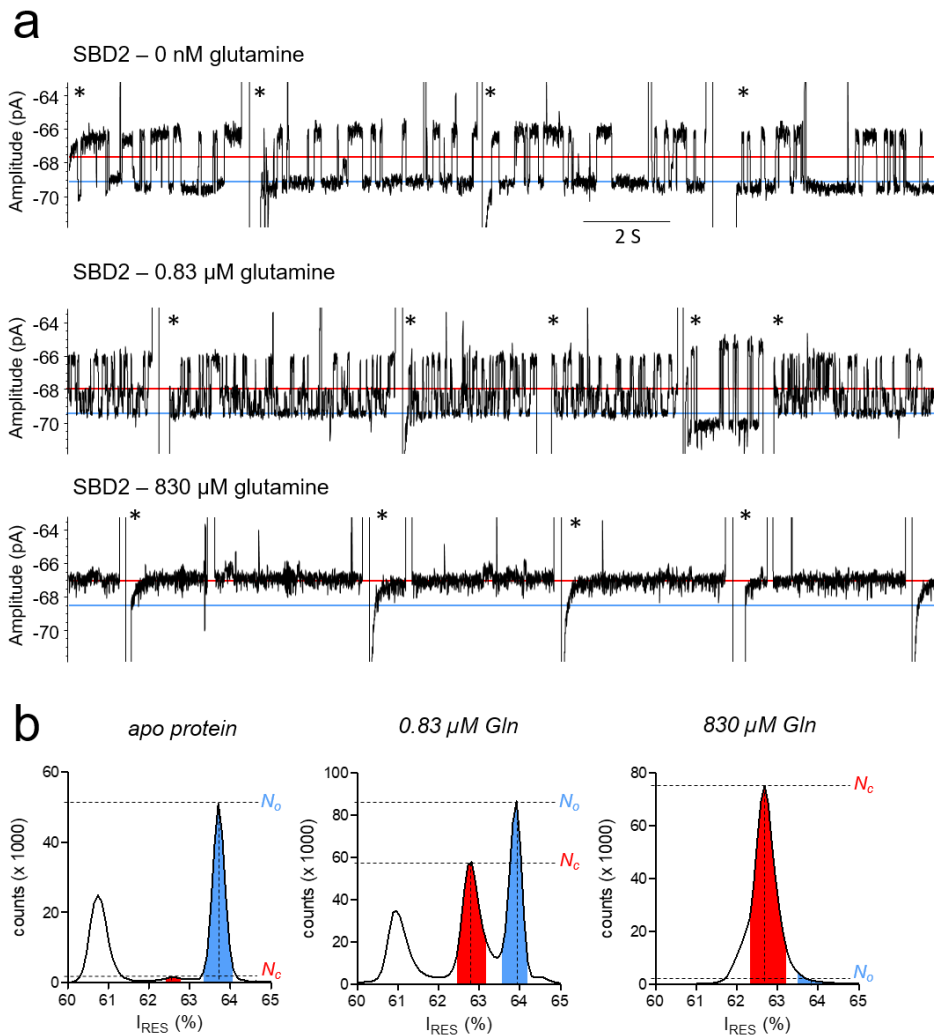 a
SBD2 – 0 nM glutamine
Amplitude (pA)
-64
-66
-68
-70
* * * *
2 S
SBD2 – 0.83 µM glutamine
Amplitude (pA)
-64
-66
-68
-70
* * * * *
SBD2 – 830 µM glutamine
Amplitude (pA)
-64
-66
-68
-70
* * * *
b
apo protein
counts (x 1000)
60
40
20
0
No
Nc
60 61 62 63 64 65
IRES (%)
0.83 µM Gln
counts (x 1000)
100
80
60
40
20
0
No
Nc
60 61 62 63 64 65
IRES (%)
830 µM Gln
counts (x 1000)
80
60
40
20
0
Nc
No
60 61 62 63 64 65
IRES (%)